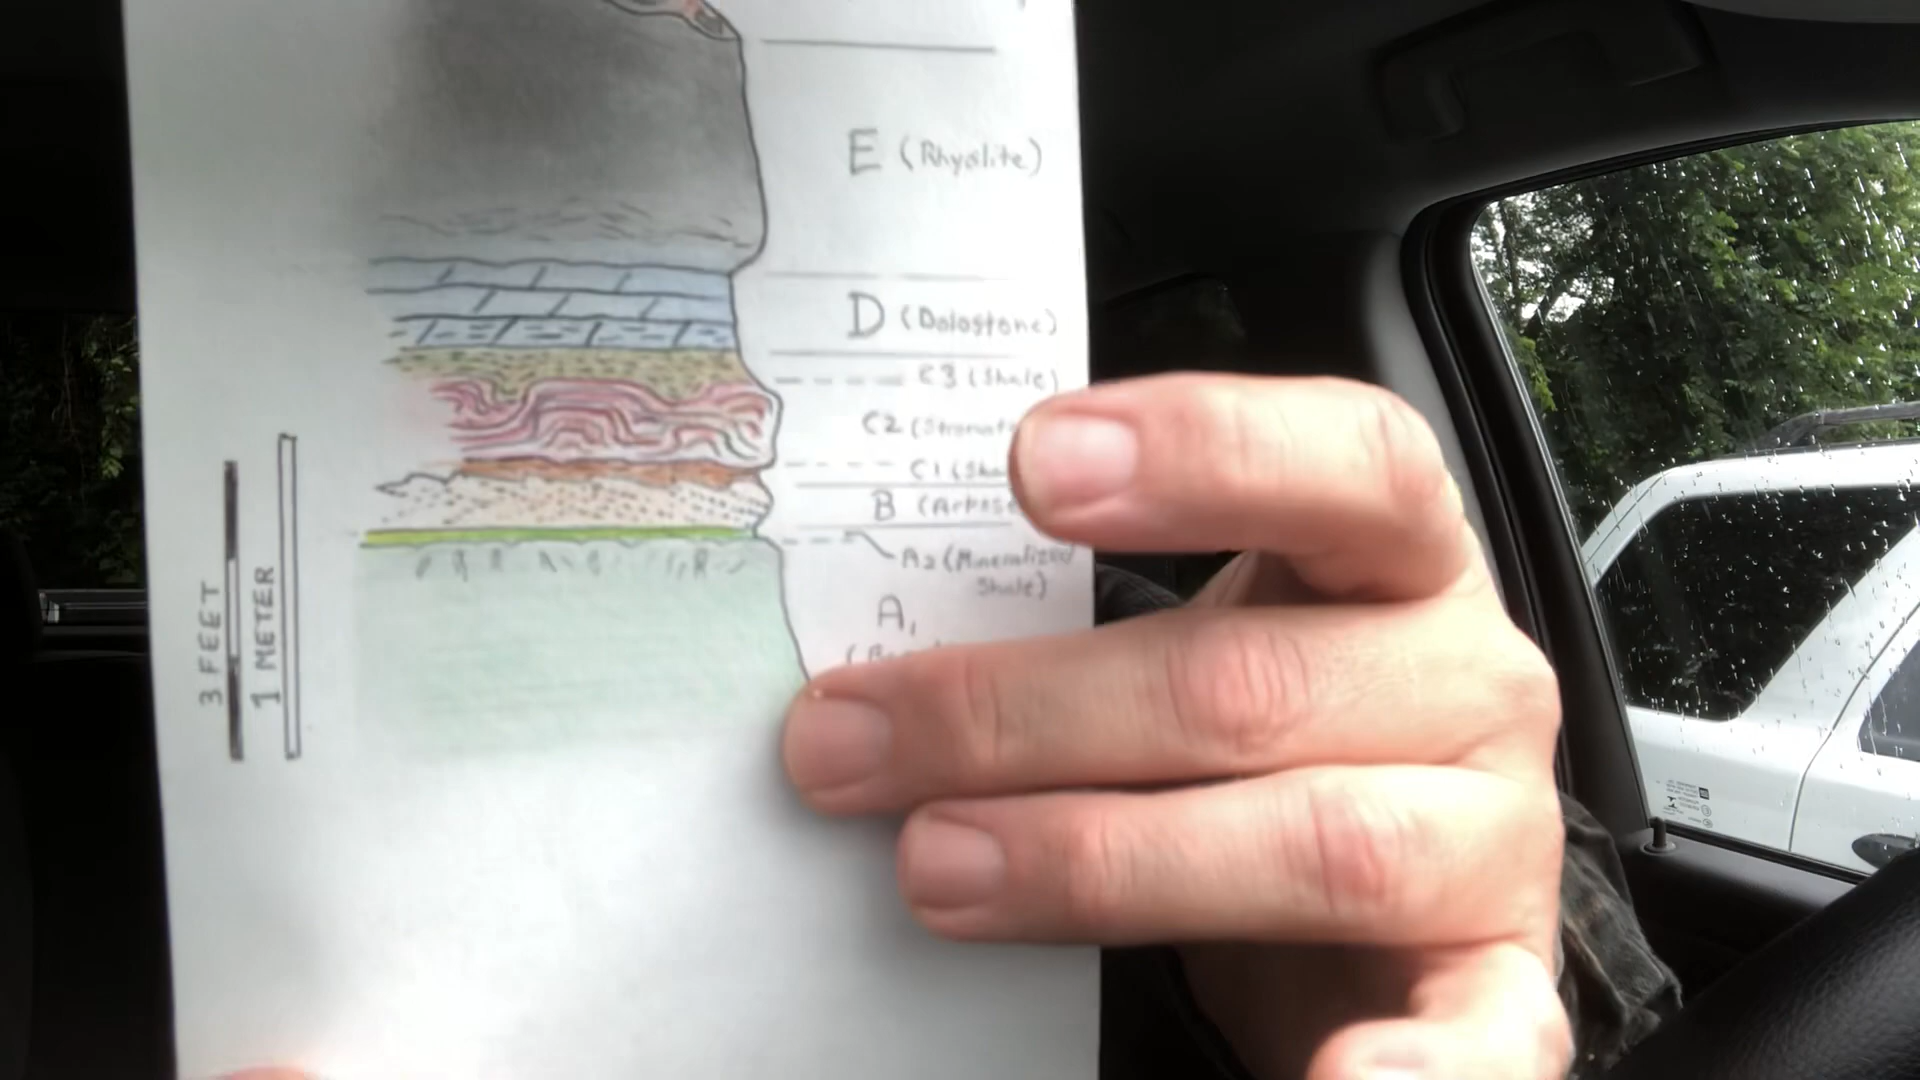 E (Rhyolite)
D (Dolostone)
C3 (Shale)
C2
C1
B
A2 (Mineralized
Shale)
A1
3 FEET
1 METER